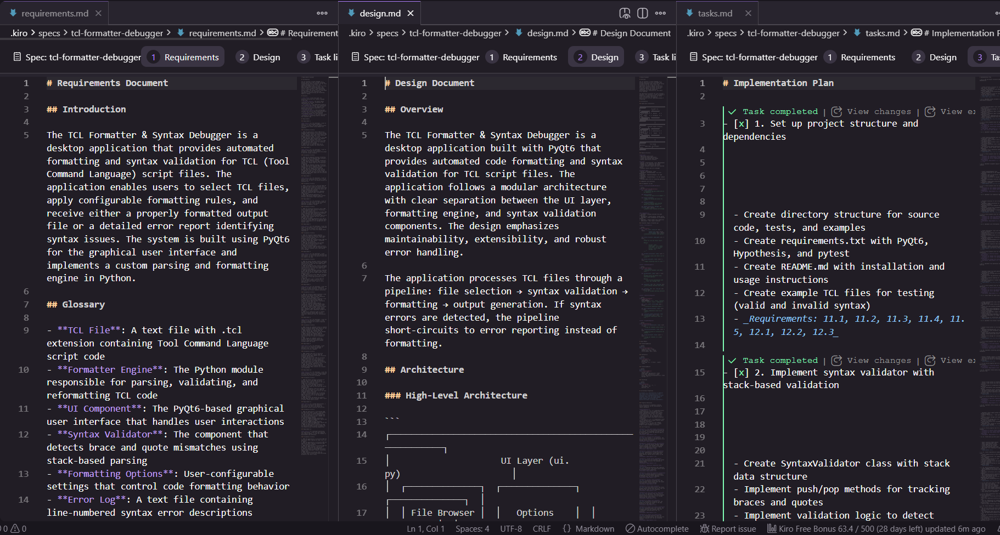 requirements.md
.kiro > specs > tcl-formatter-debugger > requirements.md > # Requirement
Spec: tcl-formatter-debugger 1 Requirements 2 Design 3 Task li
1 # Requirements Document
2
3 ## Introduction
4
5 The TCL Formatter & Syntax Debugger is a
desktop application that provides automated
formatting and syntax validation for TCL (Tool
Command Language) script files. The
application enables users to select TCL files,
apply configurable formatting rules, and
receive either a properly formatted output
file or a detailed error report identifying
syntax issues. The system is built using PyQt6
for the graphical user interface and
implements a custom parsing and formatting
engine in Python.
6
7 ## Glossary
8
9 - **TCL File**: A text file with .tcl
extension containing Tool Command Language
script code
10 - **Formatter Engine**: The Python module
responsible for parsing, validating, and
reformatting TCL code
11 - **UI Component**: The PyQt6-based graphical
user interface that handles user interactions
12 - **Syntax Validator**: The component that
detects brace and quote mismatches using
stack-based parsing
13 - **Formatting Options**: User-configurable
settings that control code formatting behavior
14 - **Error Log**: A text file containing
line-numbered syntax error descriptions
design.md
.kiro > specs > tcl-formatter-debugger > design.md > # Design Document
Spec: tcl-formatter-debugger 1 Requirements 2 Design 3 Task li
1 # Design Document
2
3 ## Overview
4
5 The TCL Formatter & Syntax Debugger is a
desktop application built with PyQt6 that
provides automated code formatting and syntax
validation for TCL script files. The
application follows a modular architecture
with clear separation between the UI layer,
formatting engine, and syntax validation
components. The design emphasizes
maintainability, extensibility, and robust
error handling.
6
7 The application processes TCL files through a
pipeline: file selection → syntax validation →
formatting → output generation. If syntax
errors are detected, the pipeline
short-circuits to error reporting instead of
formatting.
8
9 ## Architecture
10
11 ### High-Level Architecture
12
13 ```
14
15 UI Layer (ui.
py)
16
17 File Browser Options
tasks.md
.kiro > specs > tcl-formatter-debugger > tasks.md > # Implementation P
Spec: tcl-formatter-debugger 1 Requirements 2 Design 3 Ta
1 # Implementation Plan
2
Task completed | View changes | View ex
3 - [x] 1. Set up project structure and
dependencies
4
5
6
7
8
9 - Create directory structure for source
code, tests, and examples
10 - Create requirements.txt with PyQt6,
Hypothesis, and pytest
11 - Create README.md with installation and
usage instructions
12 - Create example TCL files for testing
(valid and invalid syntax)
13 - _Requirements: 11.1, 11.2, 11.3, 11.4, 11.
5, 12.1, 12.2, 12.3_
14
Task completed | View changes | View ex
15 - [x] 2. Implement syntax validator with
stack-based validation
16
17
18
19
20
21 - Create SyntaxValidator class with stack
data structure
22 - Implement push/pop methods for tracking
braces and quotes
23 - Implement validation logic to detect
0 0 Ln 1, Col 1 Spaces: 4 UTF-8 CRLF {} Markdown Autocomplete Report issue Kiro Free Bonus 63.4 / 500 (28 days left) updated 6m ago